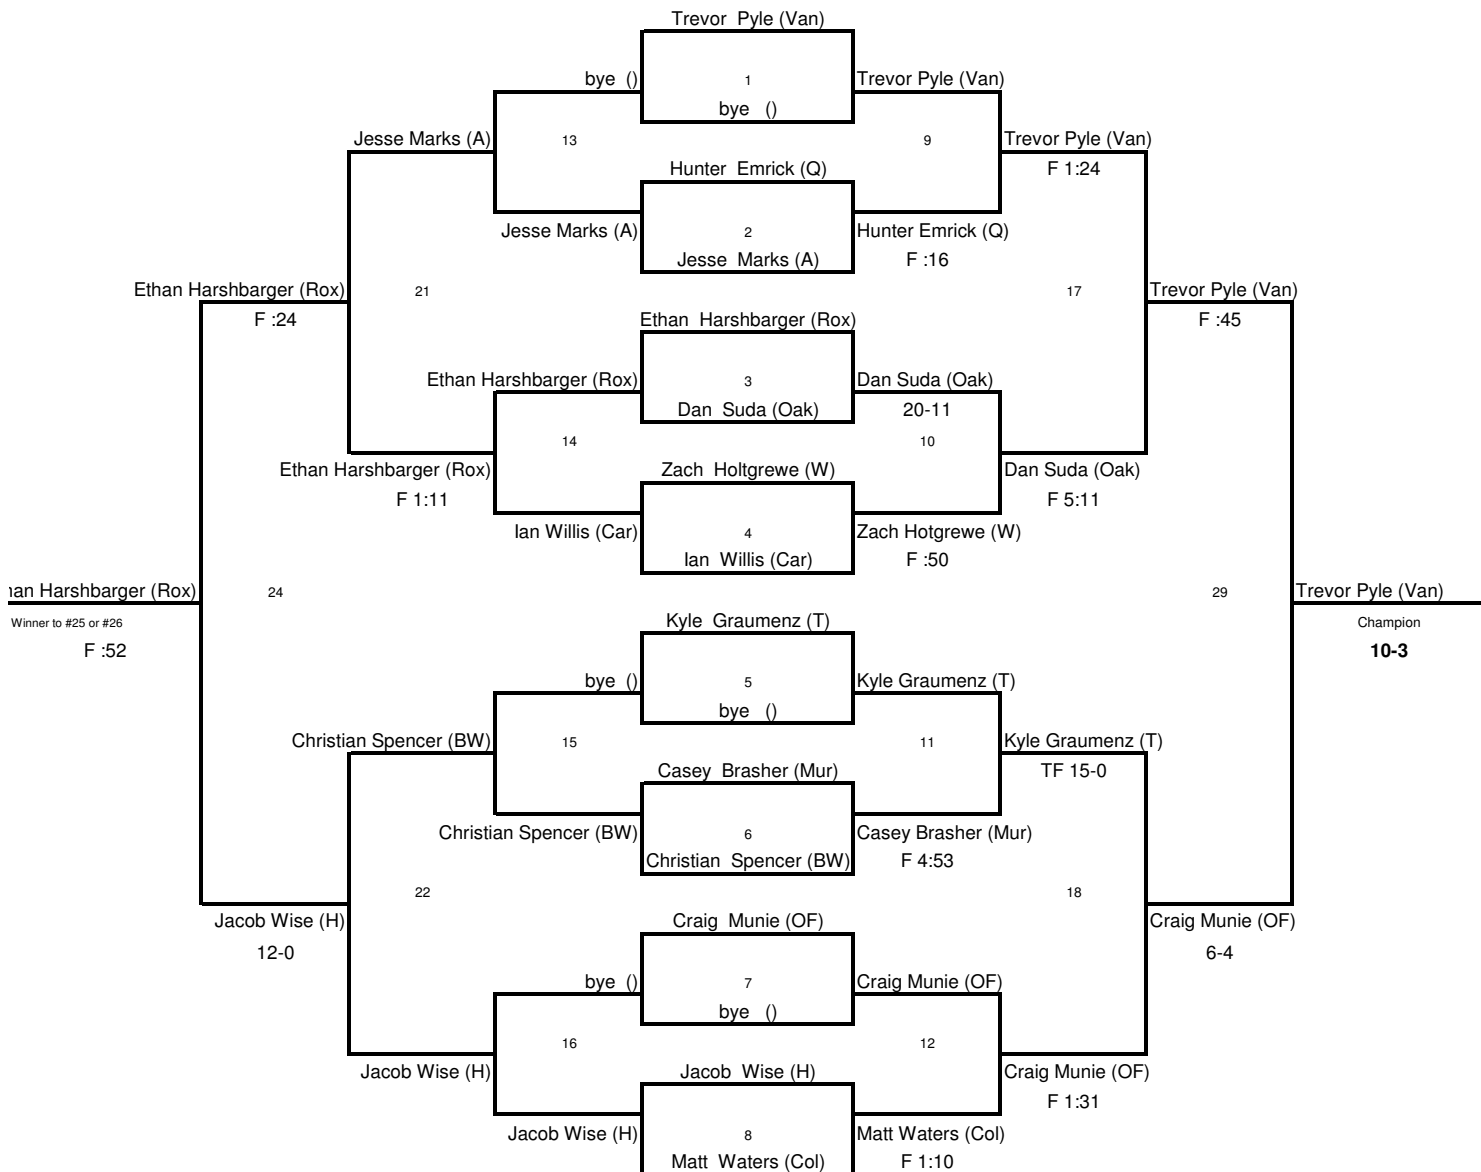 Trevor Pyle (Van)
bye ()
1
Trevor Pyle (Van)
bye ()
Jesse Marks (A)
13
9
Trevor Pyle (Van)
Hunter Emrick (Q)
F 1:24
Jesse Marks (A)
2
Hunter Emrick (Q)
Jesse Marks (A)
F :16
Ethan Harshbarger (Rox)
21
17
Trevor Pyle (Van)
F :24
Ethan Harshbarger (Rox)
F :45
Ethan Harshbarger (Rox)
3
Dan Suda (Oak)
Dan Suda (Oak)
20-11
14
10
Ethan Harshbarger (Rox)
Zach Holtgrewe (W)
Dan Suda (Oak)
F 1:11
F 5:11
Ian Willis (Car)
4
Zach Hotgrewe (W)
Ian Willis (Car)
F :50
han Harshbarger (Rox)
24
29
Trevor Pyle (Van)
Winner to #25 or #26
Kyle Graumenz (T)
Champion
F :52
10-3
bye ()
5
Kyle Graumenz (T)
bye ()
Christian Spencer (BW)
15
11
Kyle Graumenz (T)
Casey Brasher (Mur)
TF 15-0
Christian Spencer (BW)
6
Casey Brasher (Mur)
Christian Spencer (BW)
F 4:53
22
18
Jacob Wise (H)
Craig Munie (OF)
Craig Munie (OF)
12-0
6-4
bye ()
7
Craig Munie (OF)
bye ()
16
12
Jacob Wise (H)
Jacob Wise (H)
Craig Munie (OF)
F 1:31
Jacob Wise (H)
8
Matt Waters (Col)
Matt Waters (Col)
F 1:10